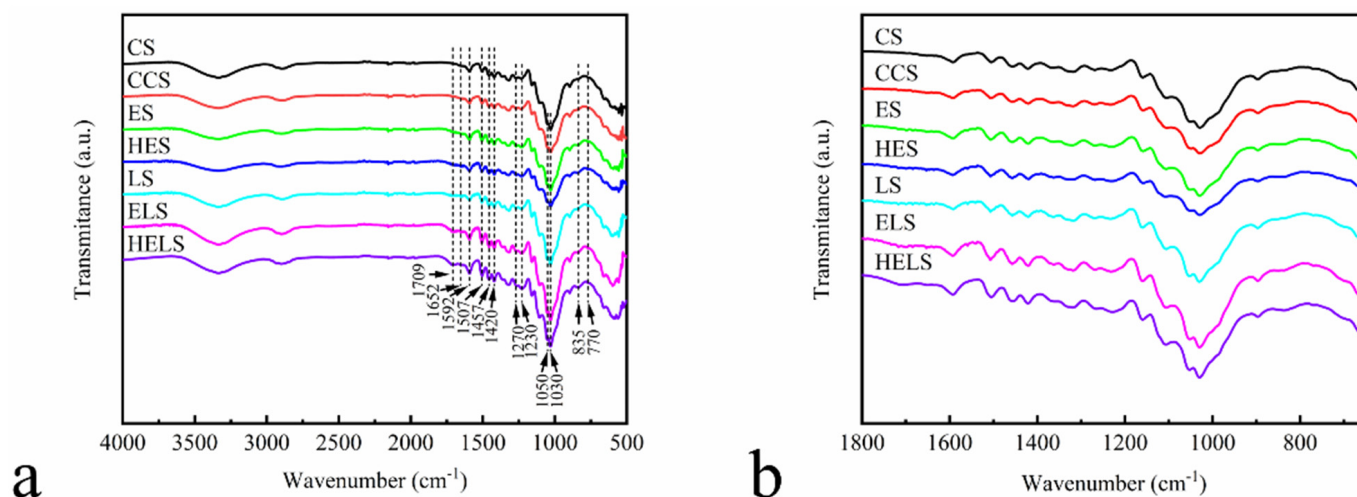 CS
CCS
ES
HES
LS
ELS
HELS
Transmitance (a.u.)
1709
1652
1592
1507
1457
1420
1270
1230
1050
1030
835
770
4000 3500 3000 2500 2000 1500 1000 500
Wavenumber (cm⁻¹)
a
CS
CCS
ES
HES
LS
ELS
HELS
Transmitance (a.u.)
1800 1600 1400 1200 1000 800
Wavenumber (cm⁻¹)
b